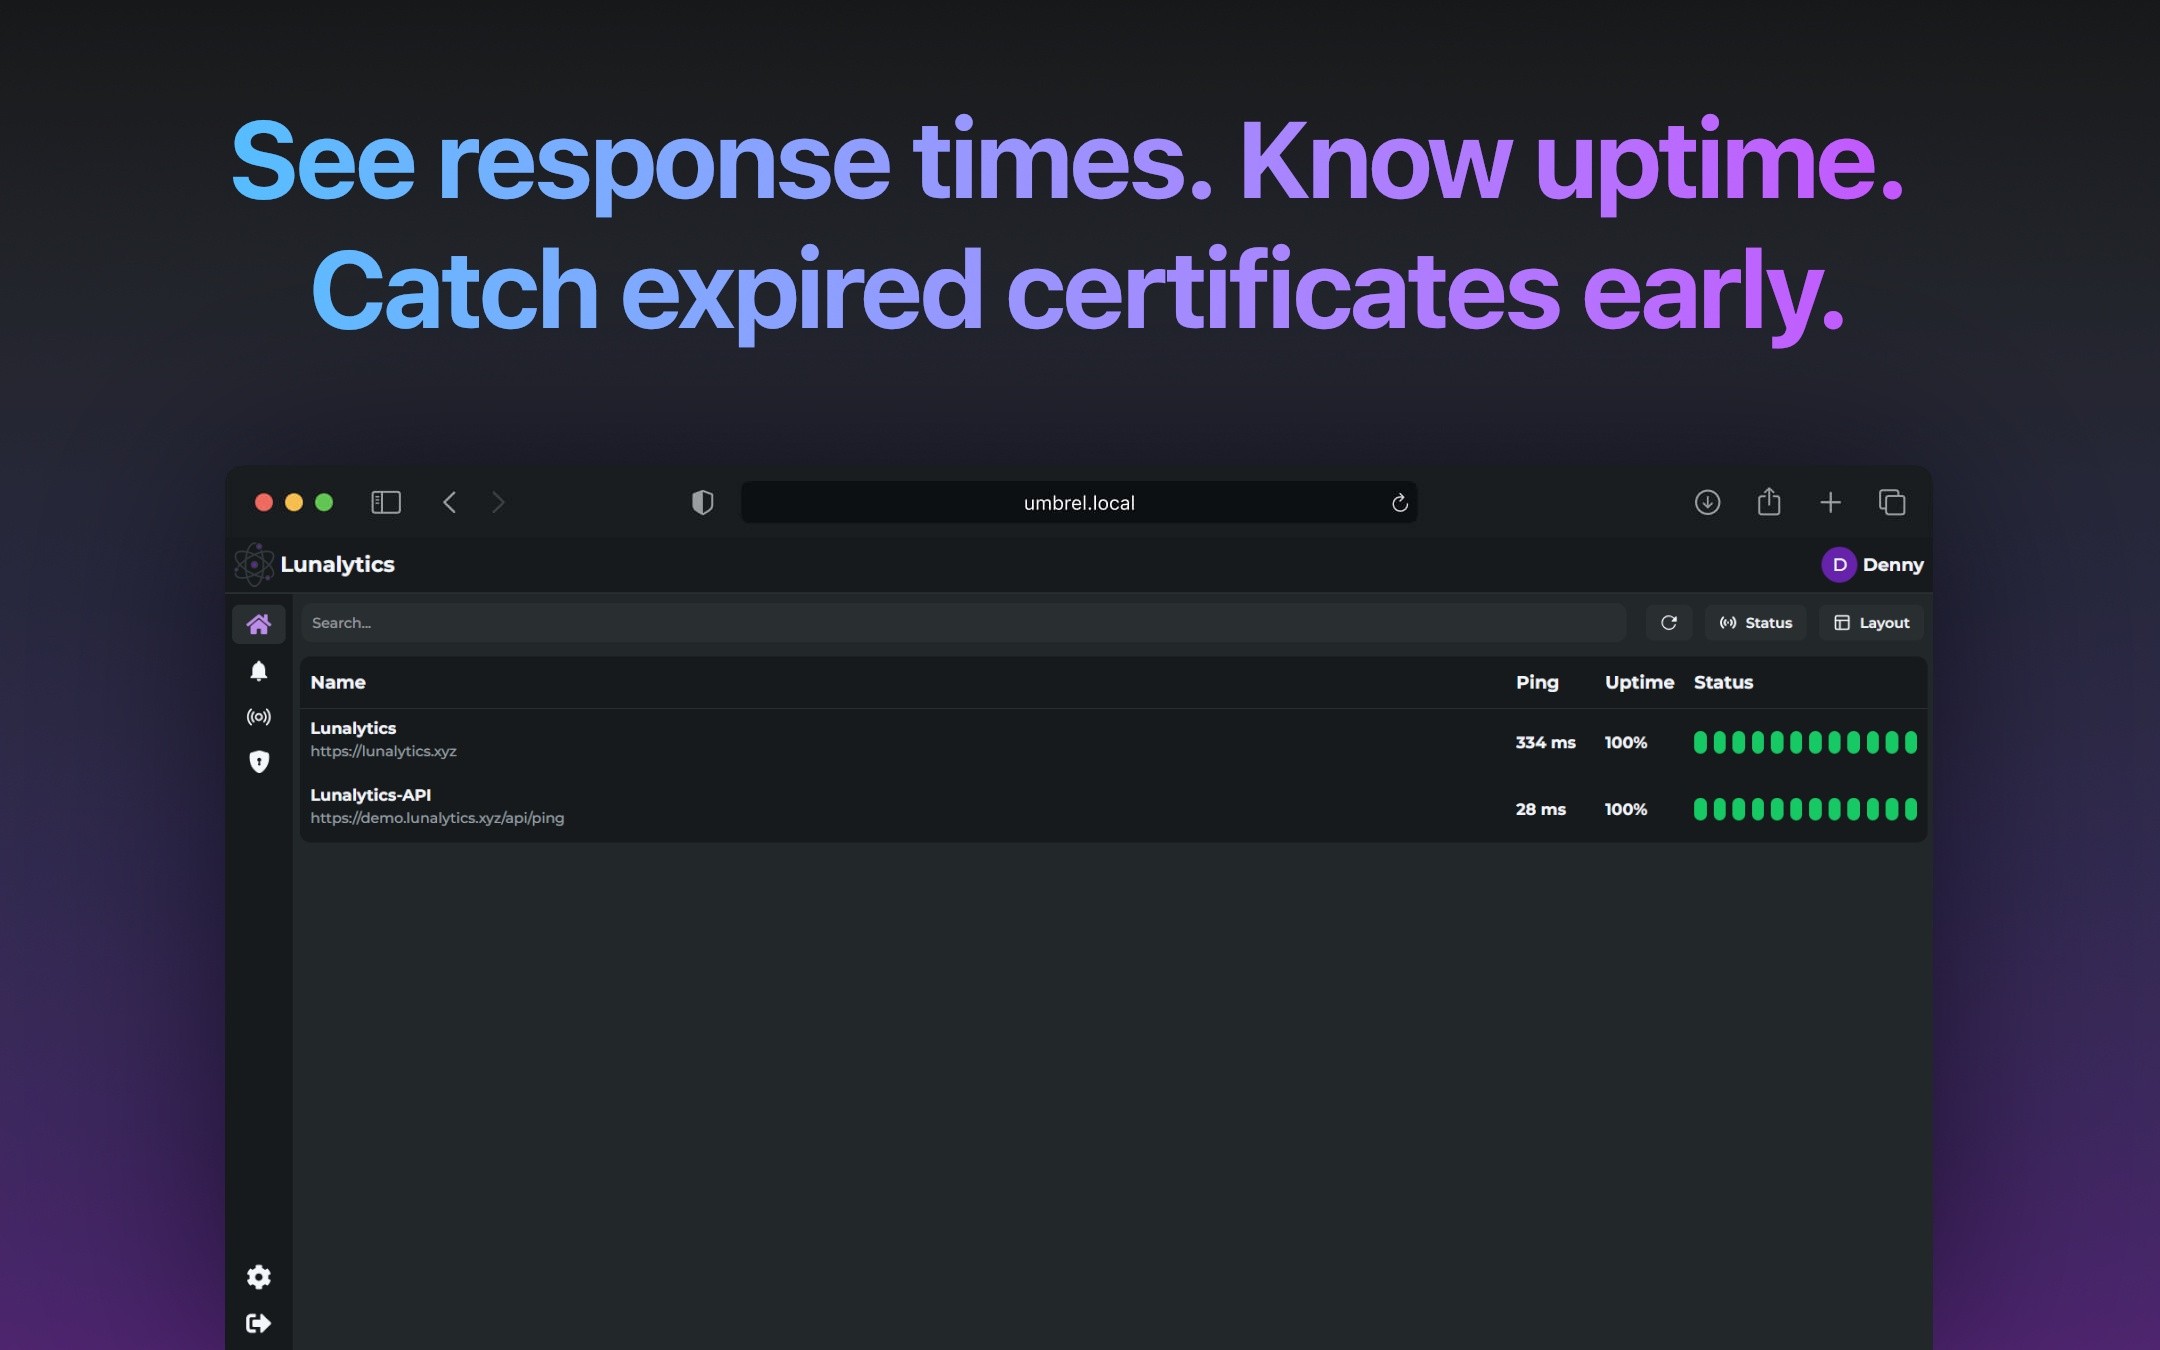 See response times. Know uptime.
Catch expired certificates early.
umbrel.local
Lunalytics
D Denny
Search...
Status
Layout
Name Ping Uptime Status
Lunalytics
https://lunalytics.xyz
334 ms 100%
Lunalytics-API
https://demo.lunalytics.xyz/api/ping
28 ms 100%